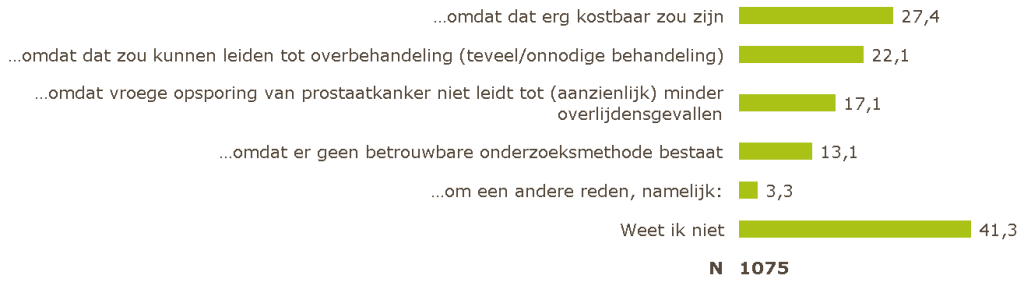 …omdat dat erg kostbaar zou zijn 27,4
…omdat dat zou kunnen leiden tot overbehandeling (teveel/onnodige behandeling) 22,1
…omdat vroege opsporing van prostaatkanker niet leidt tot (aanzienlijk) minder
overlijdensgevallen 17,1
…omdat er geen betrouwbare onderzoeksmethode bestaat 13,1
…om een andere reden, namelijk: 3,3
Weet ik niet 41,3
N 1075